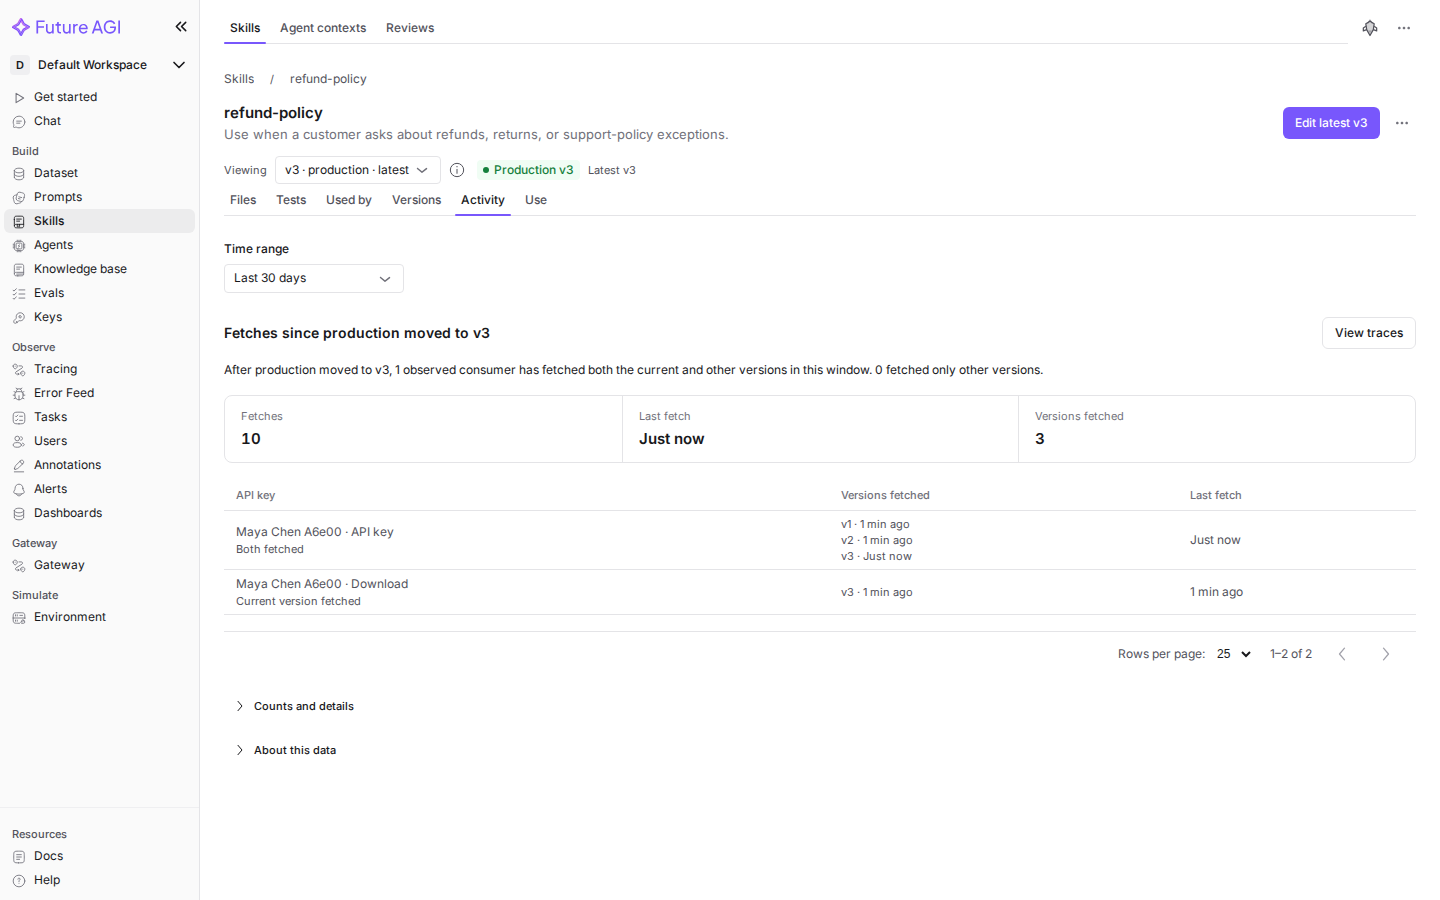 Future AGI
D Default Workspace
Get started
Chat
Build
Dataset
Prompts
Skills
Agents
Knowledge base
Evals
Keys
Observe
Tracing
Error Feed
Tasks
Users
Annotations
Alerts
Dashboards
Gateway
Gateway
Simulate
Environment
Resources
Docs
Help
Skills Agent contexts Reviews
Skills / refund-policy
refund-policy
Use when a customer asks about refunds, returns, or support-policy exceptions.
Edit latest v3
Viewing v3 · production · latest Production v3 Latest v3
Files Tests Used by Versions Activity Use
Time range
Last 30 days
Fetches since production moved to v3
View traces
After production moved to v3, 1 observed consumer has fetched both the current and other versions in this window. 0 fetched only other versions.
Fetches Last fetch Versions fetched
10 Just now 3
API key Versions fetched Last fetch
Maya Chen A6e00 · API key
Both fetched
v1 · 1 min ago
v2 · 1 min ago
v3 · Just now
Just now
Maya Chen A6e00 · Download
Current version fetched
v3 · 1 min ago
1 min ago
Rows per page: 25 1–2 of 2
Counts and details
About this data